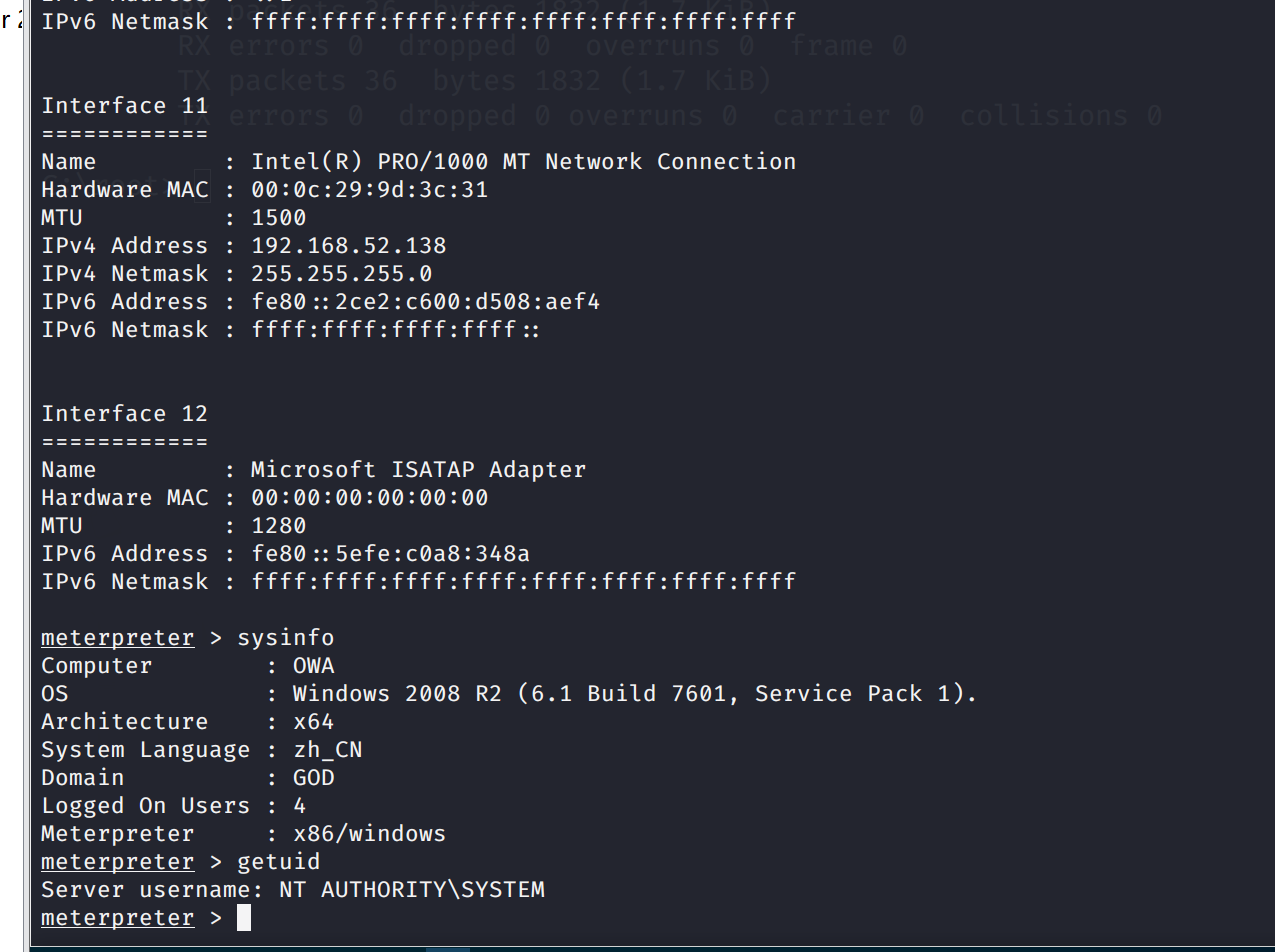 IPv6 Netmask : ffff:ffff:ffff:ffff:ffff:ffff:ffff:ffff
RX errors 0 dropped 0 overruns 0 frame 0
TX packets 36 bytes 1832 (1.7 KiB)
Interface 11
TX errors 0 dropped 0 overruns 0 carrier 0 collisions 0
============
Name : Intel(R) PRO/1000 MT Network Connection
Hardware MAC : 00:0c:29:9d:3c:31
MTU : 1500
IPv4 Address : 192.168.52.138
IPv4 Netmask : 255.255.255.0
IPv6 Address : fe80::2ce2:c600:d508:aef4
IPv6 Netmask : ffff:ffff:ffff:ffff::
Interface 12
============
Name : Microsoft ISATAP Adapter
Hardware MAC : 00:00:00:00:00:00
MTU : 1280
IPv6 Address : fe80::5efe:c0a8:348a
IPv6 Netmask : ffff:ffff:ffff:ffff:ffff:ffff:ffff:ffff
meterpreter > sysinfo
Computer : OWA
OS : Windows 2008 R2 (6.1 Build 7601, Service Pack 1).
Architecture : x64
System Language : zh_CN
Domain : GOD
Logged On Users : 4
Meterpreter : x86/windows
meterpreter > getuid
Server username: NT AUTHORITY\SYSTEM
meterpreter >